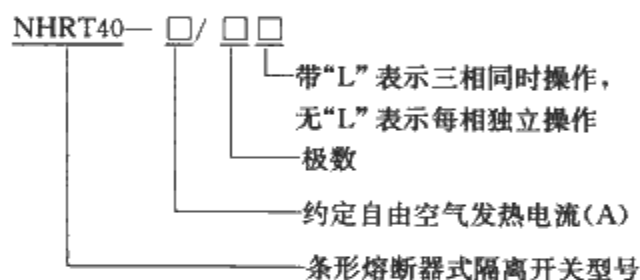 NHRT40—□/□□
带“L”表示三相同时操作,
无“L”表示每相独立操作
极数
约定自由空气发热电流(A)
条形熔断器式隔离开关型号